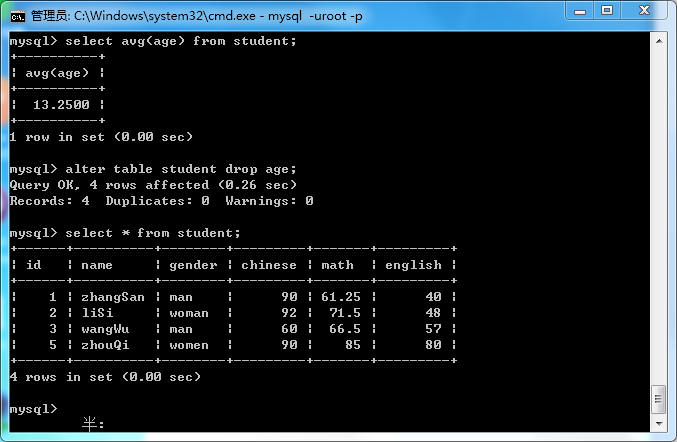 管理员: C:\Windows\system32\cmd.exe - mysql  -uroot -p
mysql> select avg(age) from student;
+----------+
| avg(age) |
+----------+
|  13.2500 |
+----------+
1 row in set (0.00 sec)
mysql> alter table student drop age;
Query OK, 4 rows affected (0.26 sec)
Records: 4  Duplicates: 0  Warnings: 0
mysql> select * from student;
+------+----------+--------+---------+-------+---------+
| id   | name     | gender | chinese | math  | english |
+------+----------+--------+---------+-------+---------+
|    1 | zhangSan | man    |      90 | 61.25 |      40 |
|    2 | liSi     | woman  |      92 |  71.5 |      48 |
|    3 | wangWu   | man    |      60 |  66.5 |      57 |
|    5 | zhouQi   | women  |      90 |    85 |      80 |
+------+----------+--------+---------+-------+---------+
4 rows in set (0.00 sec)
mysql>
半: